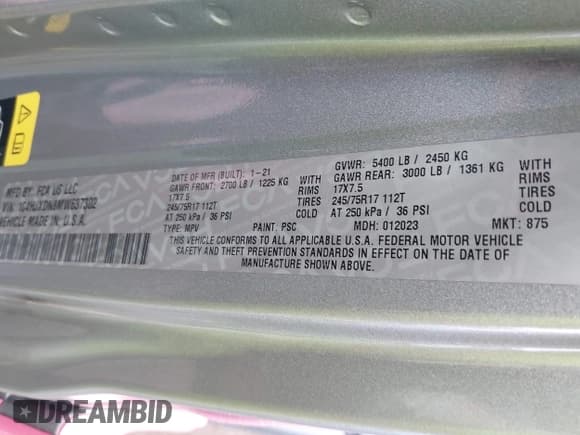 MFD BY: FCA US LLC
DATE OF MFR (BUILT): 1-21
GVWR: 5400 LB / 2450 KG
GAWR FRONT: 2700 LB / 1225 KG WITH
GAWR REAR: 3000 LB / 1361 KG WITH
17X7.5 RIMS
17X7.5 RIMS
245/75R17 112T TIRES
245/75R17 112T TIRES
AT 250 kPa / 36 PSI COLD
AT 250 kPa / 36 PSI COLD
VIN:
VEHICLE MADE IN U.S.A.
TYPE: MPV PAINT: PSC MDH: 012023 MKT: 875
THIS VEHICLE CONFORMS TO ALL APPLICABLE U.S.A. FEDERAL MOTOR VEHICLE
SAFETY AND THEFT PREVENTION STANDARDS IN EFFECT ON THE DATE OF
MANUFACTURE SHOWN ABOVE.
DREAMBID